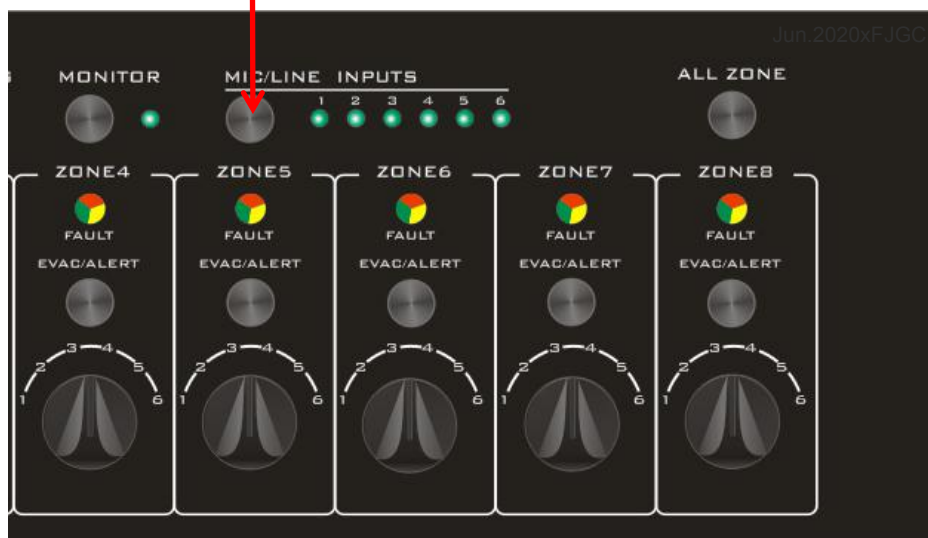 Jun.2020xFJGC
MONITOR
MIC/LINE INPUTS
ALL ZONE
1 2 3 4 5 6
ZONE4
ZONE5
ZONE6
ZONE7
ZONE8
FAULT
FAULT
FAULT
FAULT
FAULT
EVAC/ALERT
EVAC/ALERT
EVAC/ALERT
EVAC/ALERT
EVAC/ALERT
1 2 3 4 5 6
1 2 3 4 5 6
1 2 3 4 5 6
1 2 3 4 5 6
1 2 3 4 5 6